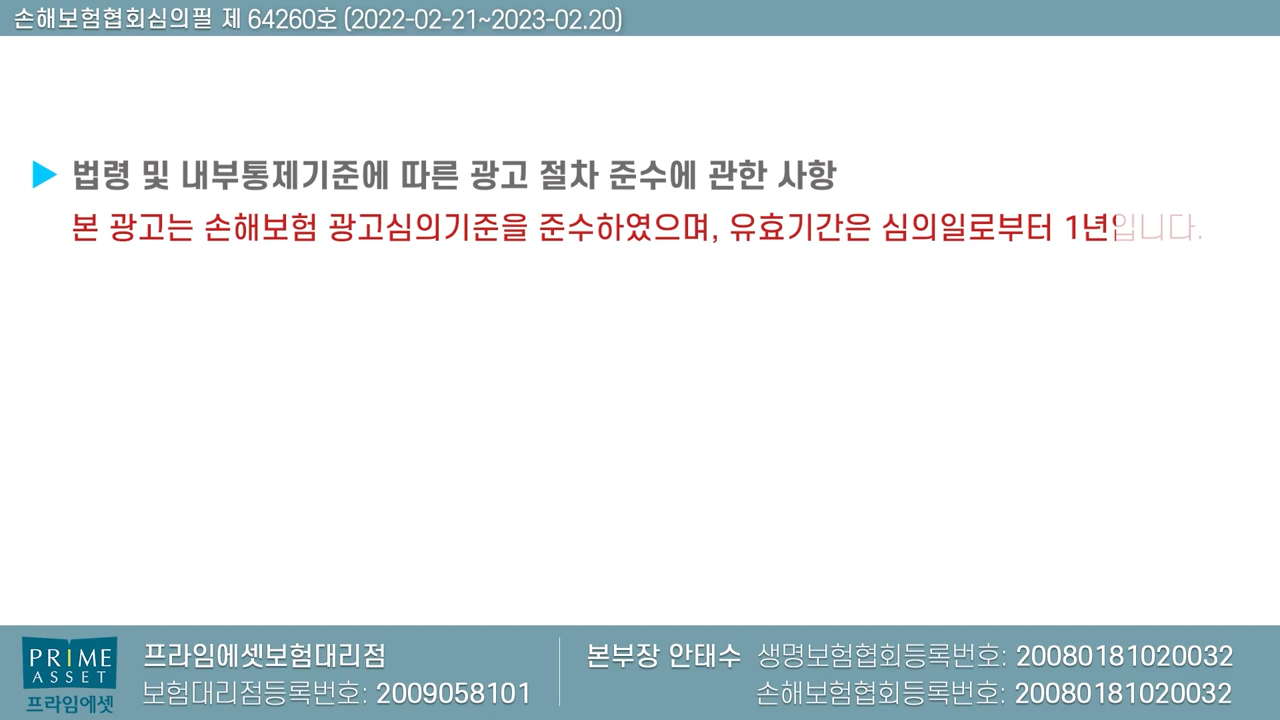 손해보험협회심의필 제 64260호 (2022-02-21~2023-02.20)
▶ 법령 및 내부통제기준에 따른 광고 절차 준수에 관한 사항
본 광고는 손해보험 광고심의기준을 준수하였으며, 유효기간은 심의일로부터 1년입니다.
PRIME
ASSET
프라임에셋
프라임에셋보험대리점
보험대리점등록번호: 2009058101
본부장 안태수 생명보험협회등록번호: 20080181020032
손해보험협회등록번호: 20080181020032